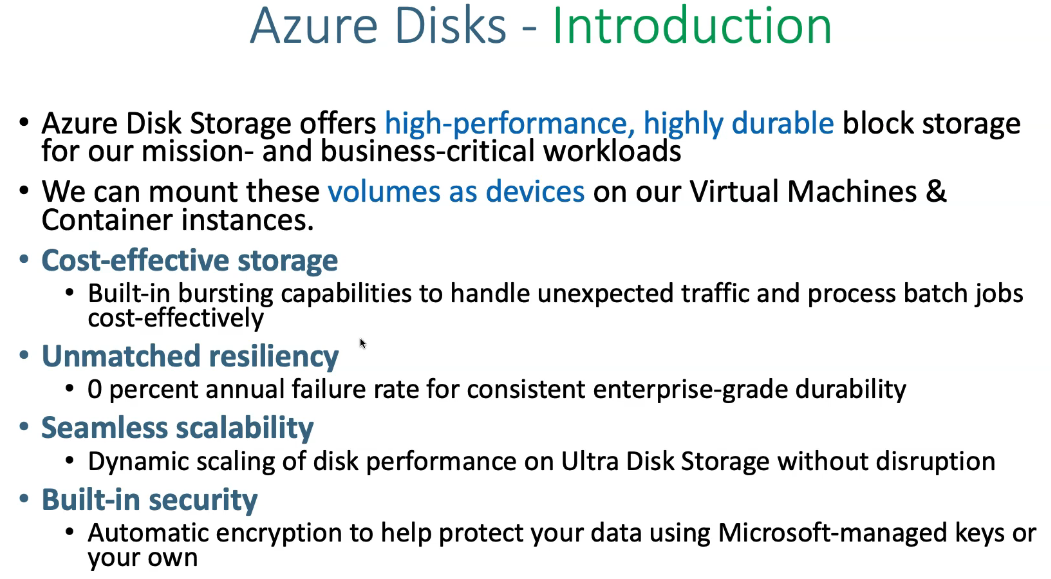 Azure Disks - Introduction
• Azure Disk Storage offers high-performance, highly durable block storage
for our mission- and business-critical workloads
• We can mount these volumes as devices on our Virtual Machines &
Container instances.
• Cost-effective storage
• Built-in bursting capabilities to handle unexpected traffic and process batch jobs
cost-effectively
• Unmatched resiliency
• 0 percent annual failure rate for consistent enterprise-grade durability
• Seamless scalability
• Dynamic scaling of disk performance on Ultra Disk Storage without disruption
• Built-in security
• Automatic encryption to help protect your data using Microsoft-managed keys or
your own